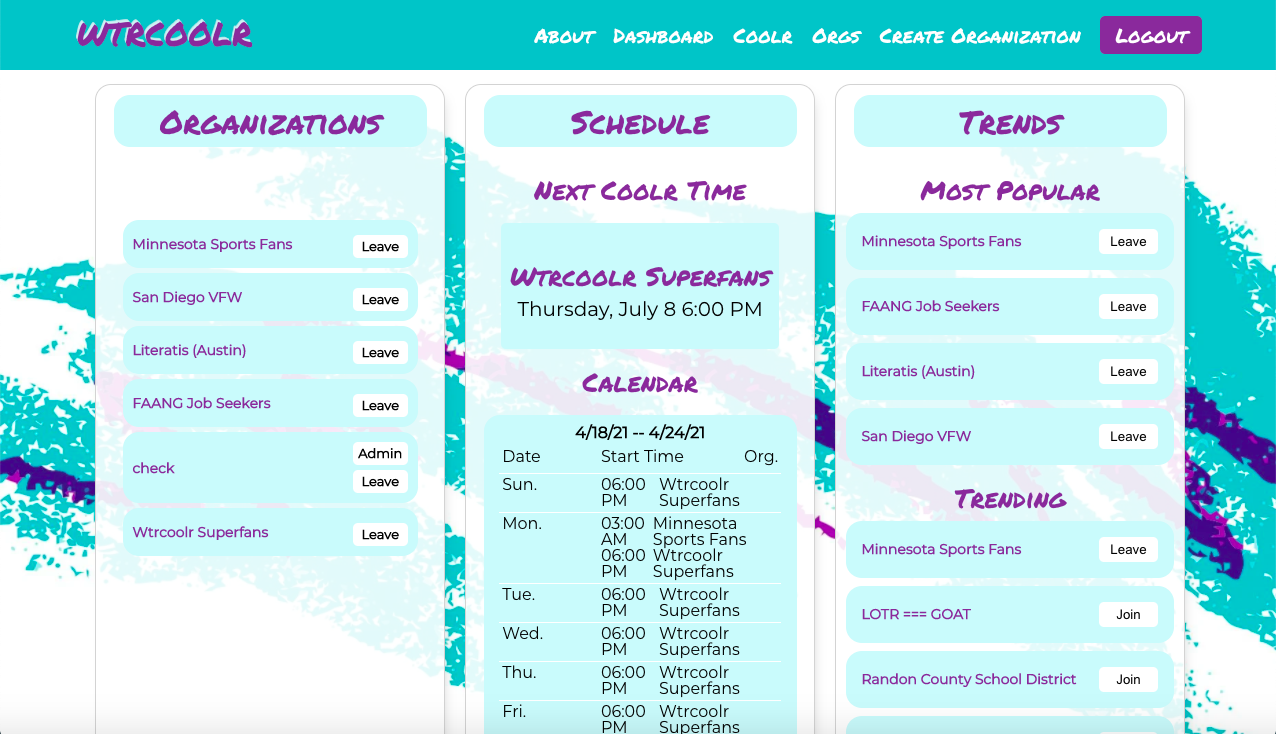 WTRCOOLR
About Dashboard Coolr Orgs Create Organization Logout
Organizations
Minnesota Sports Fans Leave
San Diego VFW Leave
Literatis (Austin) Leave
FAANG Job Seekers Leave
check Admin
Leave
Wtrcoolr Superfans Leave
Schedule
Next Coolr Time
Wtrcoolr Superfans
Thursday, July 8 6:00 PM
Calendar
4/18/21 -- 4/24/21
Date Start Time Org.
Sun. 06:00 Wtrcoolr
PM Superfans
Mon. 03:00 Minnesota
AM Sports Fans
06:00 Wtrcoolr
PM Superfans
Tue. 06:00 Wtrcoolr
PM Superfans
Wed. 06:00 Wtrcoolr
PM Superfans
Thu. 06:00 Wtrcoolr
PM Superfans
Fri. 06:00 Wtrcoolr
PM Superfans
Trends
Most Popular
Minnesota Sports Fans Leave
FAANG Job Seekers Leave
Literatis (Austin) Leave
San Diego VFW Leave
Trending
Minnesota Sports Fans Leave
LOTR === GOAT Join
Randon County School District Join